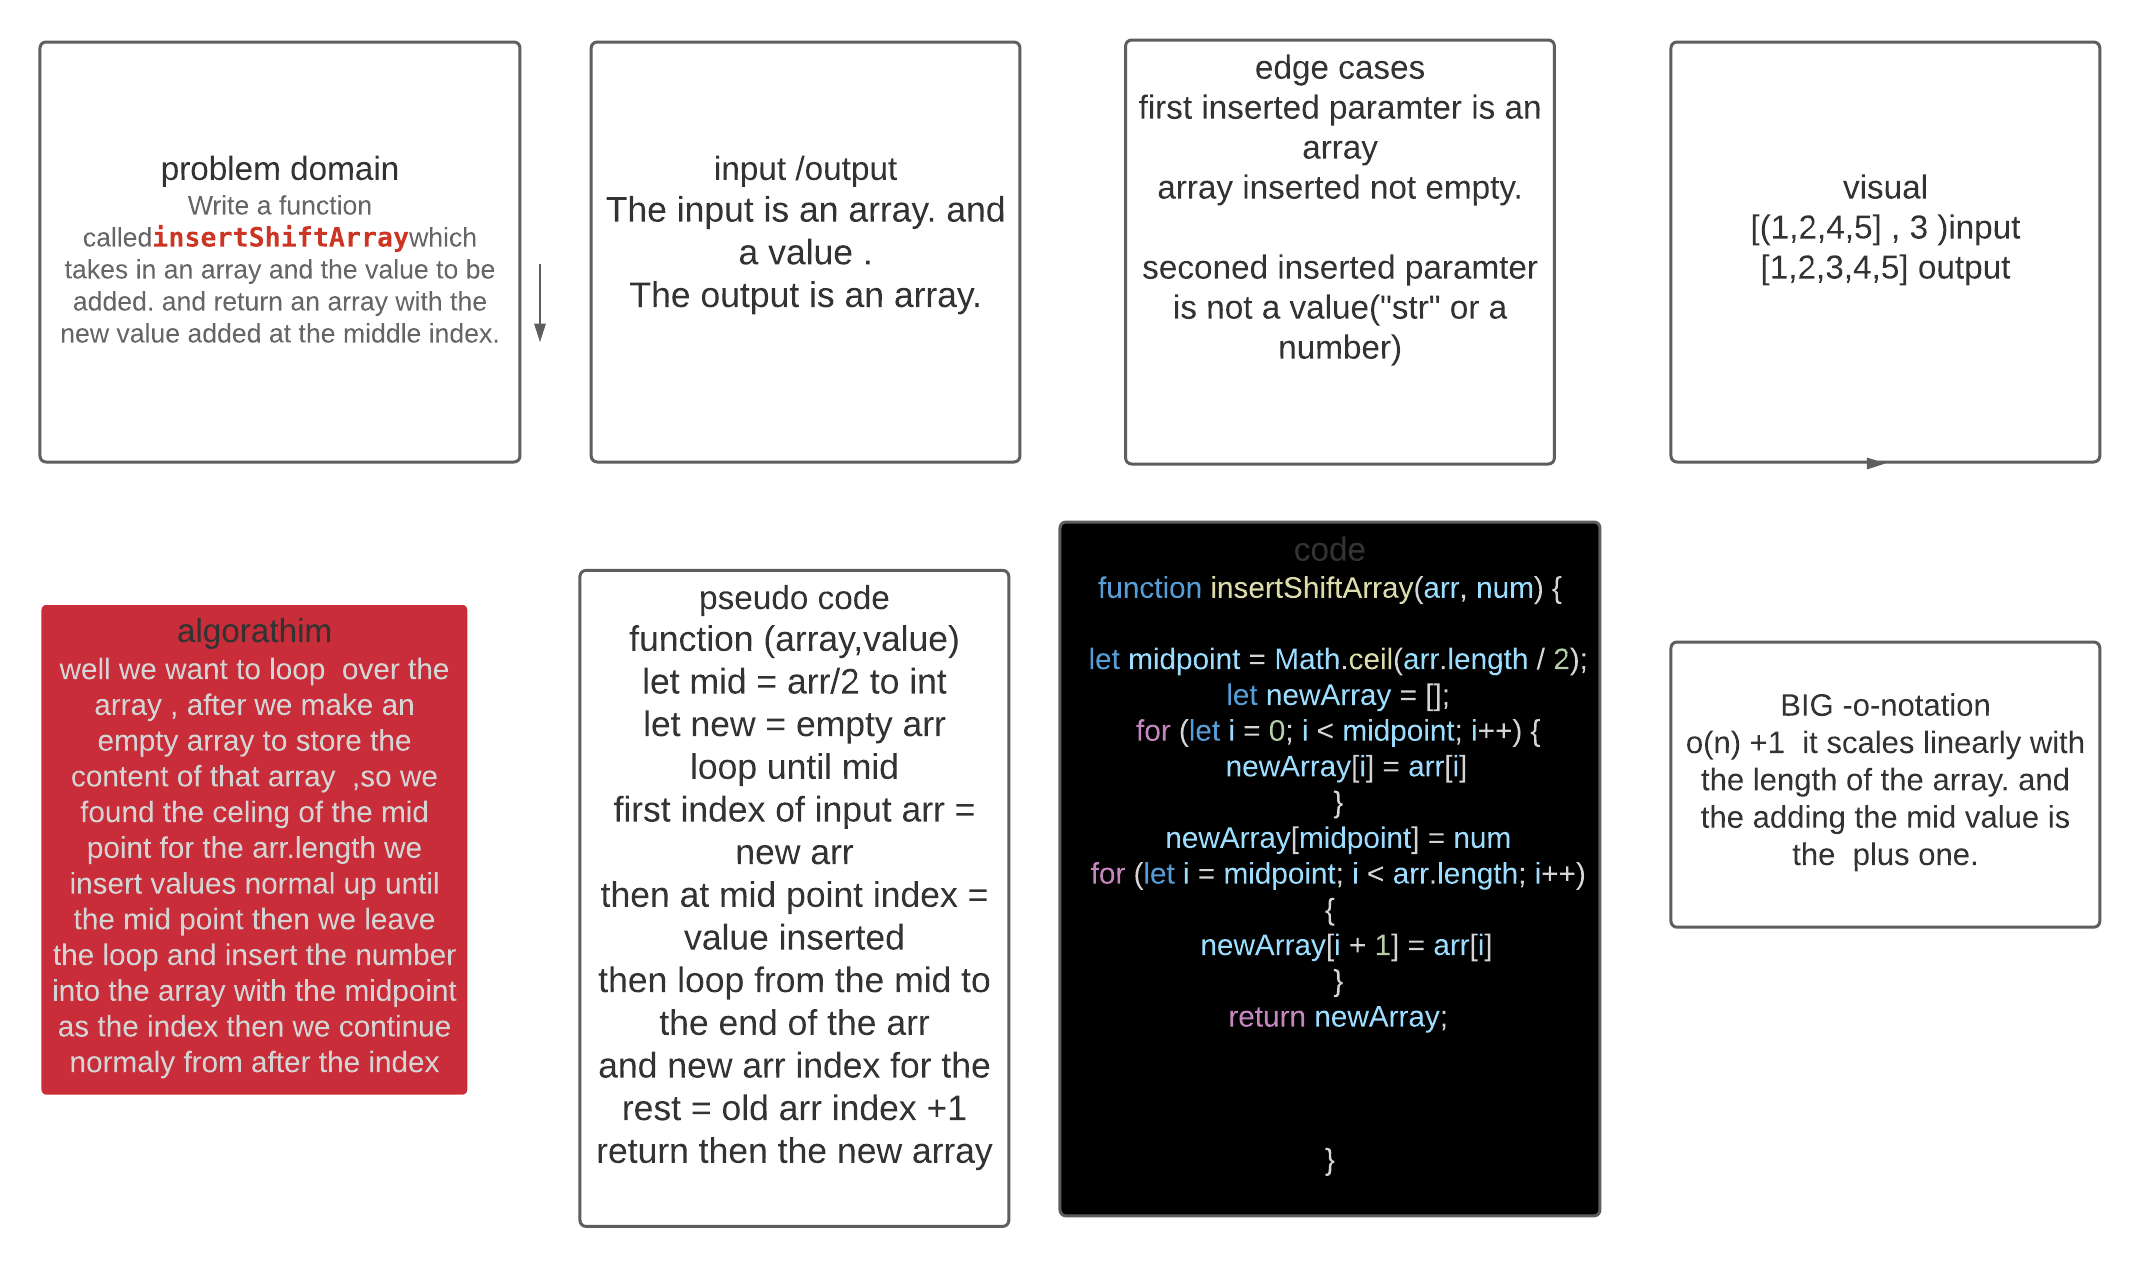 problem domain
Write a function
calledinsertShiftArraywhich
takes in an array and the value to be
added. and return an array with the
new value added at the middle index.
input /output
The input is an array. and
a value .
The output is an array.
edge cases
first inserted paramter is an
array
array inserted not empty.
seconed inserted paramter
is not a value("str" or a
number)
visual
[(1,2,4,5] , 3 )input
[1,2,3,4,5] output
algorathim
well we want to loop  over the
array , after we make an
empty array to store the
content of that array  ,so we
found the celing of the mid
point for the arr.length we
insert values normal up until
the mid point then we leave
the loop and insert the number
into the array with the midpoint
as the index then we continue
normaly from after the index
pseudo code
function (array,value)
let mid = arr/2 to int
let new = empty arr
loop until mid
first index of input arr =
new arr
then at mid point index =
value inserted
then loop from the mid to
the end of the arr
and new arr index for the
rest = old arr index +1
return then the new array
code
function insertShiftArray(arr, num) {
let midpoint = Math.ceil(arr.length / 2);
let newArray = [];
for (let i = 0; i < midpoint; i++) {
newArray[i] = arr[i]
}
newArray[midpoint] = num
for (let i = midpoint; i < arr.length; i++)
{
newArray[i + 1] = arr[i]
}
return newArray;
}
BIG -o-notation
o(n) +1  it scales linearly with
the length of the array. and
the adding the mid value is
the  plus one.